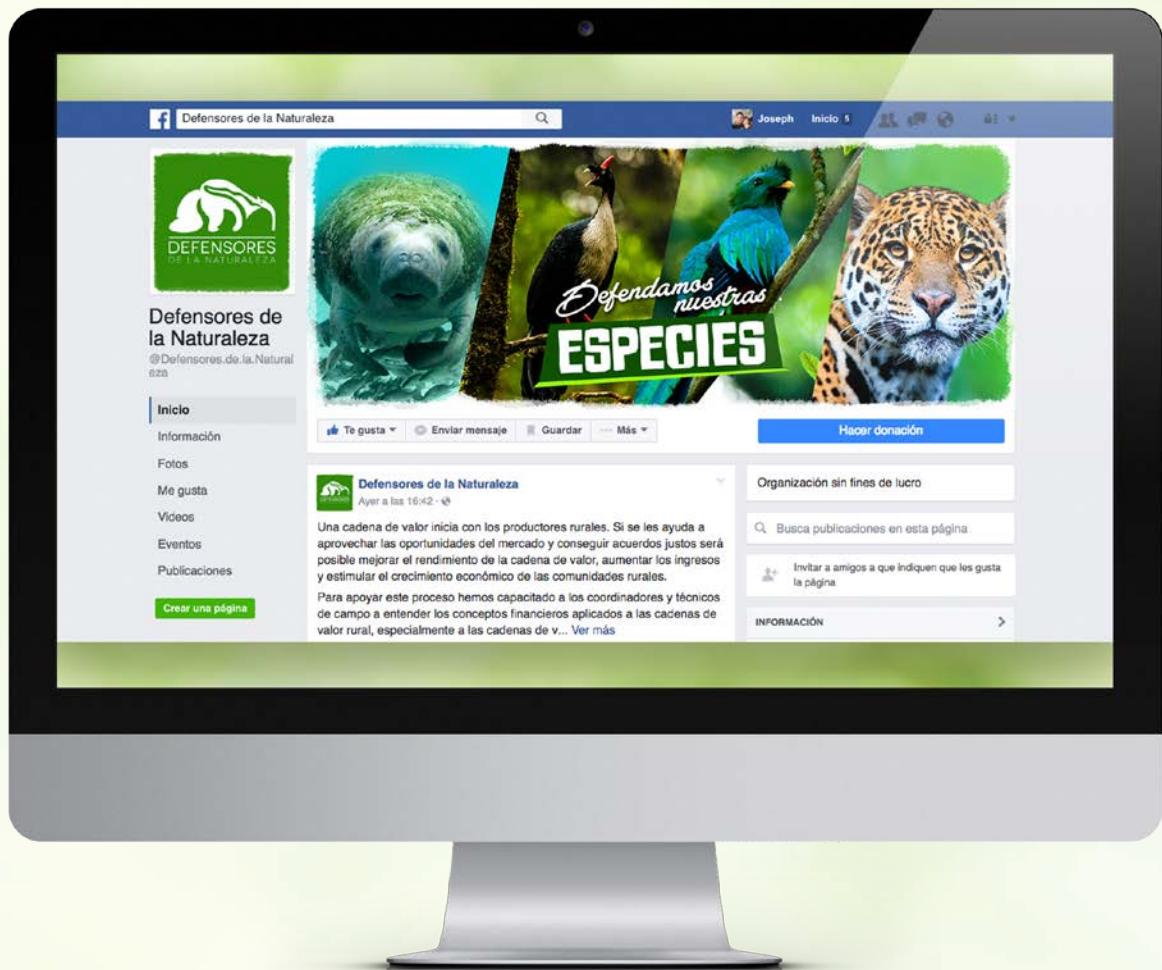 Defensores de la Naturaleza
Joseph
Inicio 5
DEFENSORES
DE LA NATURALEZA
Defendamos
nuestras
ESPECIES
Defensores de
la Naturaleza
@Defensores.de.la.Natural
eza
Inicio
Información
Fotos
Me gusta
Videos
Eventos
Publicaciones
Crear una página
Te gusta
Enviar mensaje
Guardar
Más
Hacer donación
DEFENSORES
Defensores de la Naturaleza
Ayer a las 16:42 ·
Una cadena de valor inicia con los productores rurales. Si se les ayuda a
aprovechar las oportunidades del mercado y conseguir acuerdos justos será
posible mejorar el rendimiento de la cadena de valor, aumentar los ingresos
y estimular el crecimiento económico de las comunidades rurales.
Para apoyar este proceso hemos capacitado a los coordinadores y técnicos
de campo a entender los conceptos financieros aplicados a las cadenas de
valor rural, especialmente a las cadenas de v... Ver más
Organización sin fines de lucro
Busca publicaciones en esta página
Invitar a amigos a que indiquen que les gusta
la página
INFORMACIÓN